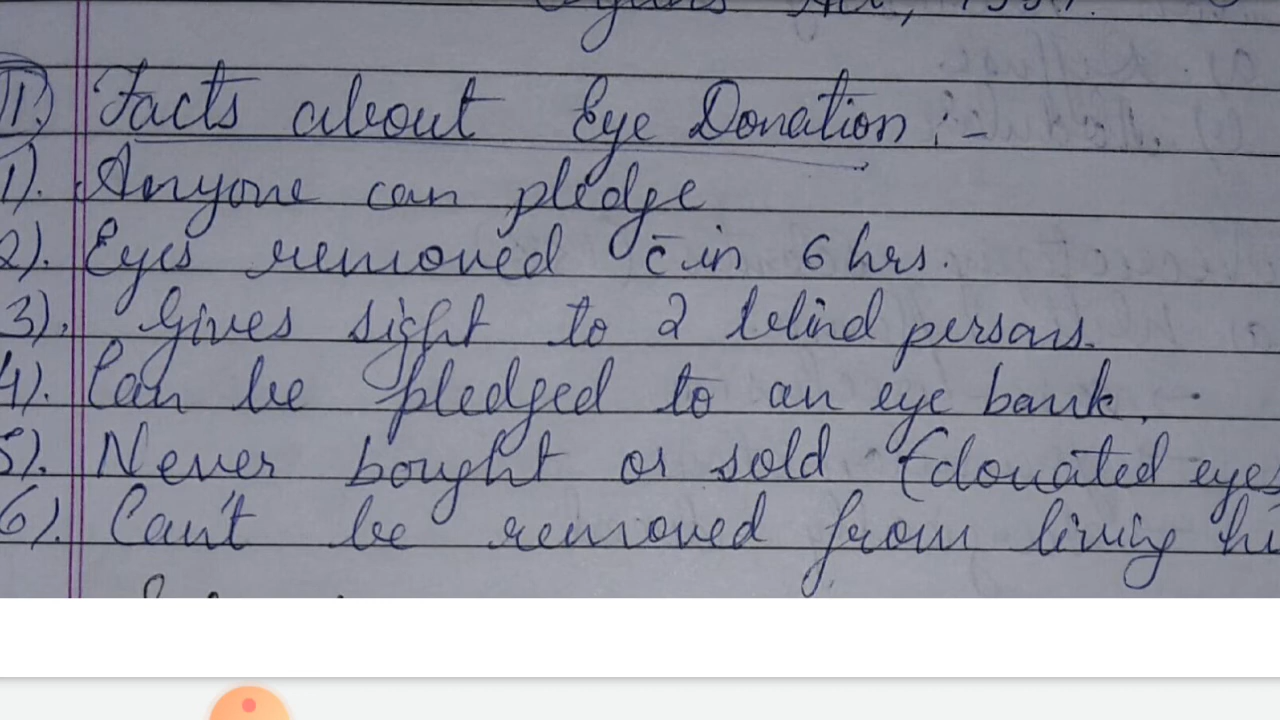 Act,
II) Facts about Eye Donation :-
1). Anyone can pledge
2). Eyes removed c̄in 6 hrs.
3). Gives sight to 2 blind persons.
4). Can be pledged to an eye bank.
5). Never bought or sold (donated eyes
6). Can't be removed from living